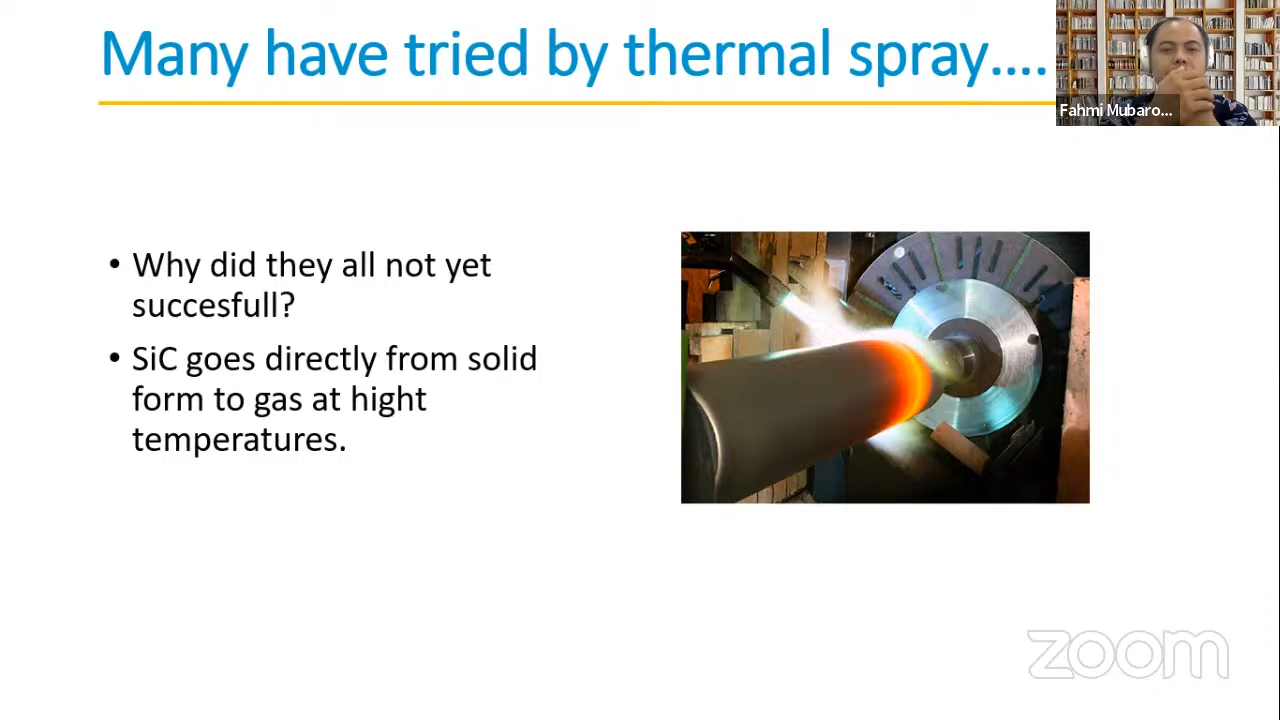 Many have tried by thermal spray....
Fahmi Mubaro...
• Why did they all not yet
succesfull?
• SiC goes directly from solid
form to gas at hight
temperatures.
zoom